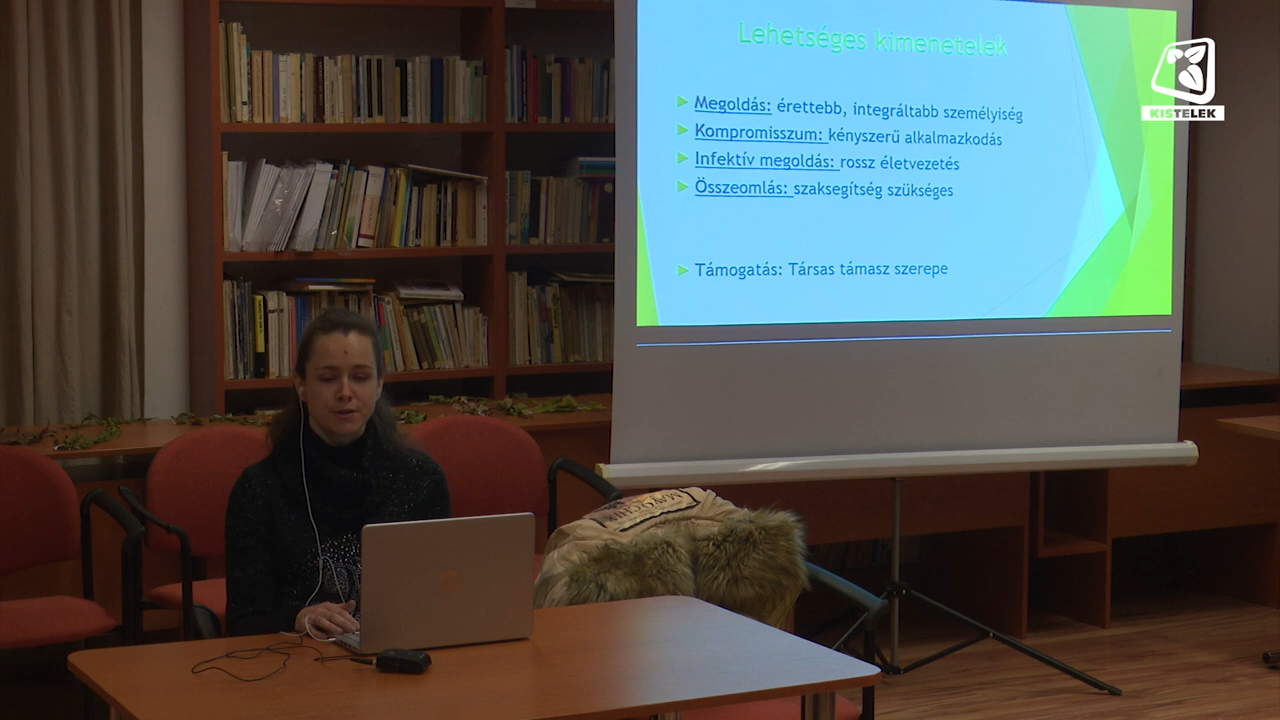 Lehetséges kimenetelek
Megoldás: érettebb, integráltabb személyiség
Kompromisszum: kényszerű alkalmazkodás
Infektív megoldás: rossz életvezetés
Összeomlás: szaksegítség szükséges
Támogatás: Társas támasz szerepe
KISTELEK